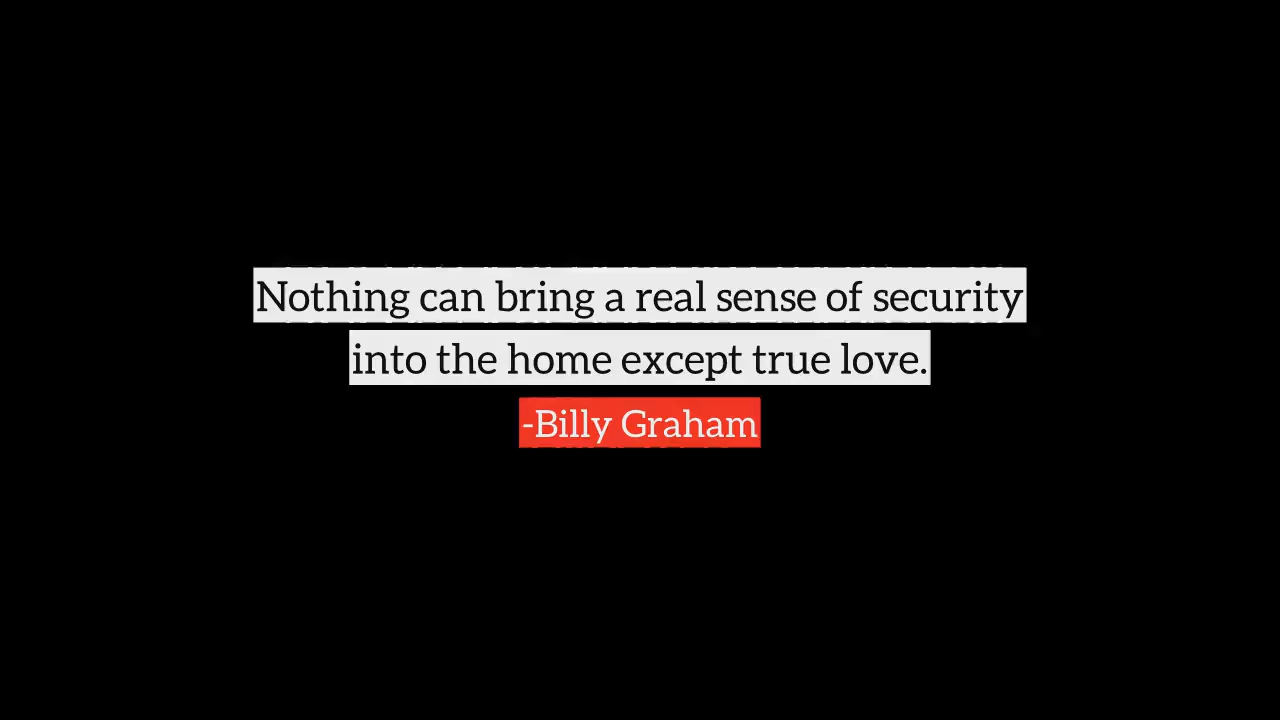 Nothing can bring a real sense of security
into the home except true love.
-Billy Graham